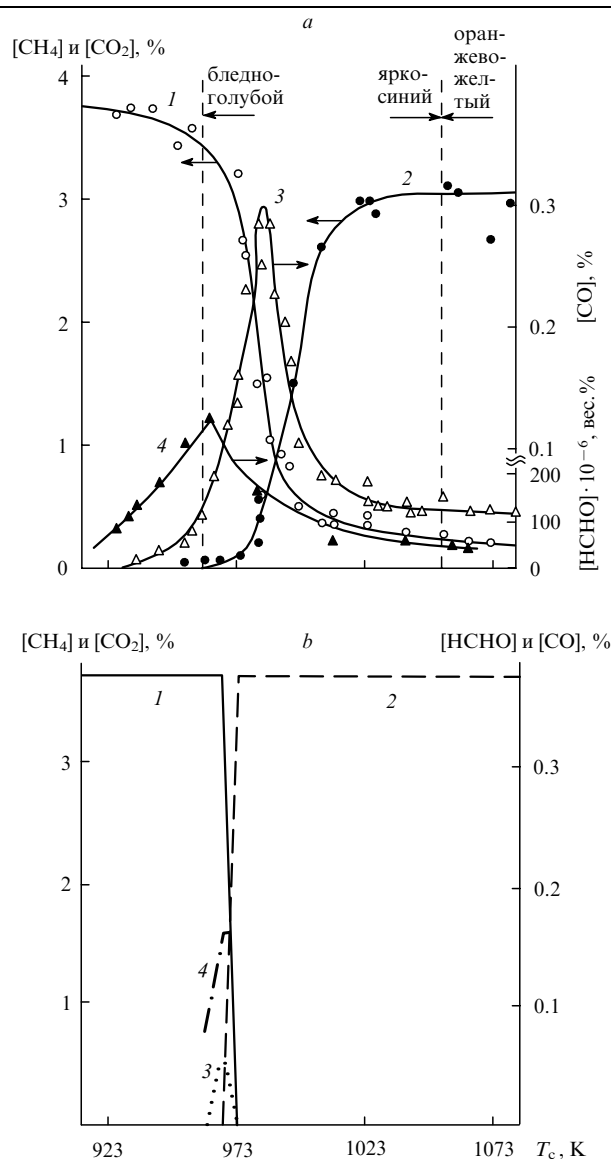 a
[CH₄] и [CO₂], %
бледно-
голубой
ярко-
синий
оран-
жево-
жел-
тый
4
1
3
2
3
0.3
[CO], %
2
0.2
4
1
0.1
200
100
0
0
[HCHO]·10⁻⁶, вес.%
[CH₄] и [CO₂], %
b
[HCHO] и [CO], %
1
2
3
0.3
2
0.2
4
1
0.1
3
923
973
1023
1073
Tc, K